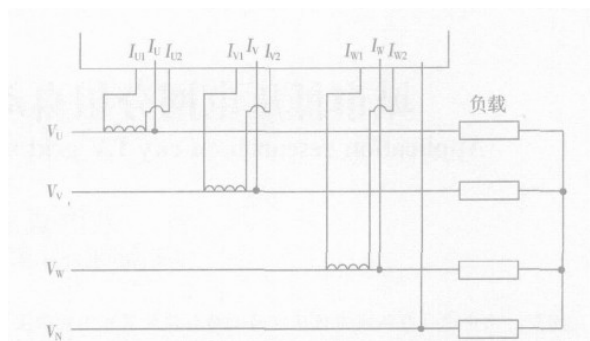 I_U1 I_U I_U2 I_V1 I_V I_V2 I_W1 I_W I_W2
负载
V_U
V_V
V_W
V_N